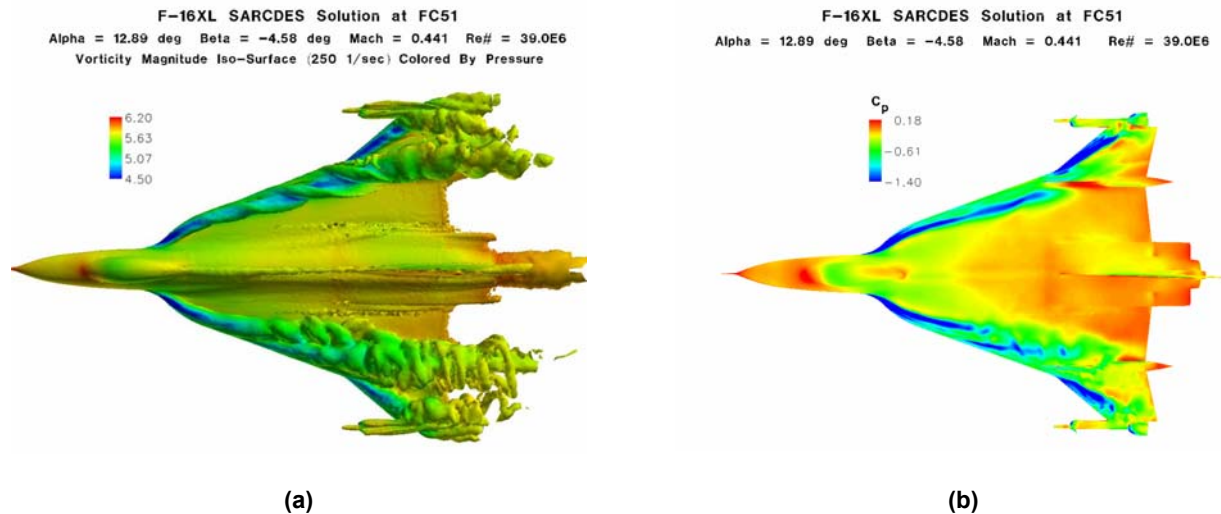 F-16XL SARCDES Solution at FC51
Alpha = 12.89 deg Beta = -4.58 deg Mach = 0.441 Re# = 39.0E6
Vorticity Magnitude Iso-Surface (250 1/sec) Colored By Pressure
6.20
5.63
5.07
4.50
(a)
F-16XL SARCDES Solution at FC51
Alpha = 12.89 deg Beta = -4.58 Mach = 0.441 Re# = 39.0E6
Cp
0.18
-0.61
-1.40
(b)